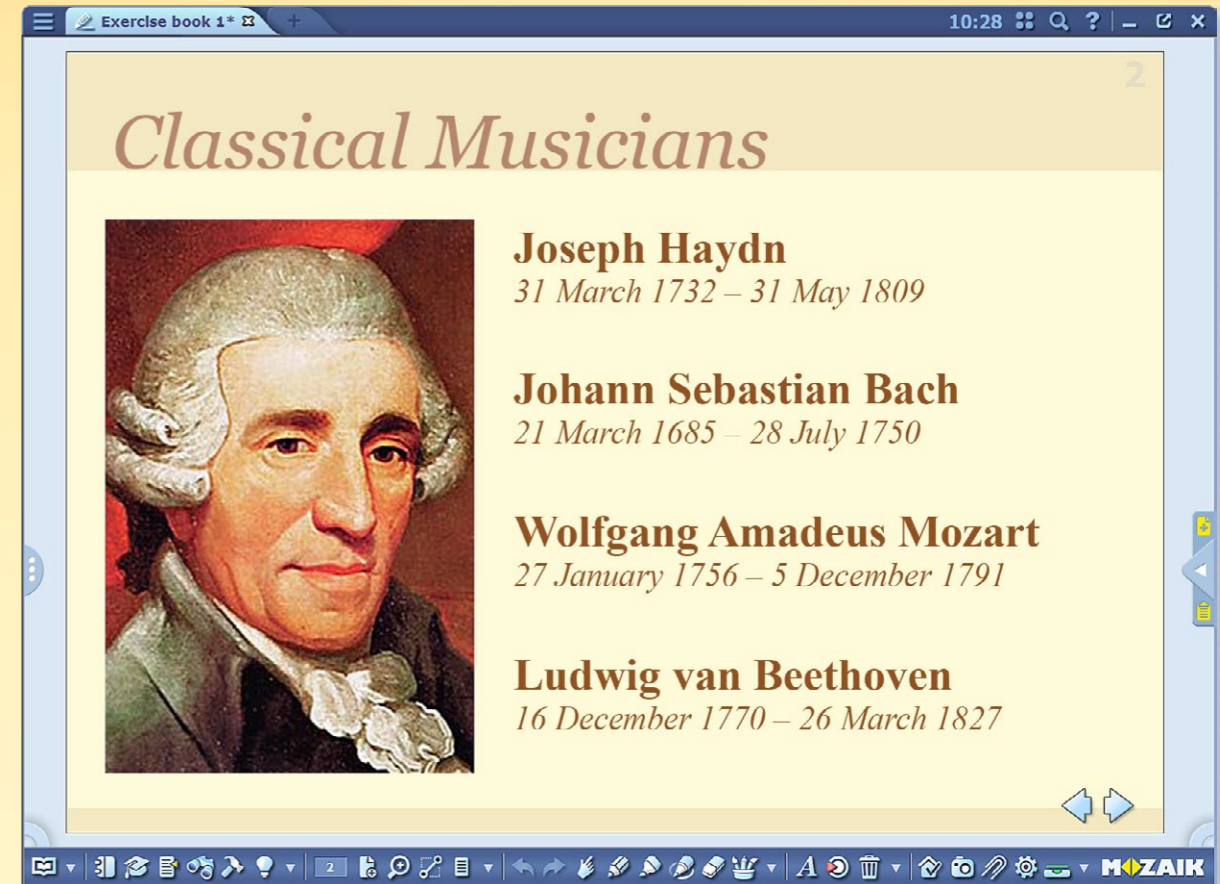 Exercise book 1*
10:28
2
Classical Musicians
Joseph Haydn
31 March 1732 – 31 May 1809
Johann Sebastian Bach
21 March 1685 – 28 July 1750
Wolfgang Amadeus Mozart
27 January 1756 – 5 December 1791
Ludwig van Beethoven
16 December 1770 – 26 March 1827
2
A
MOZAIK